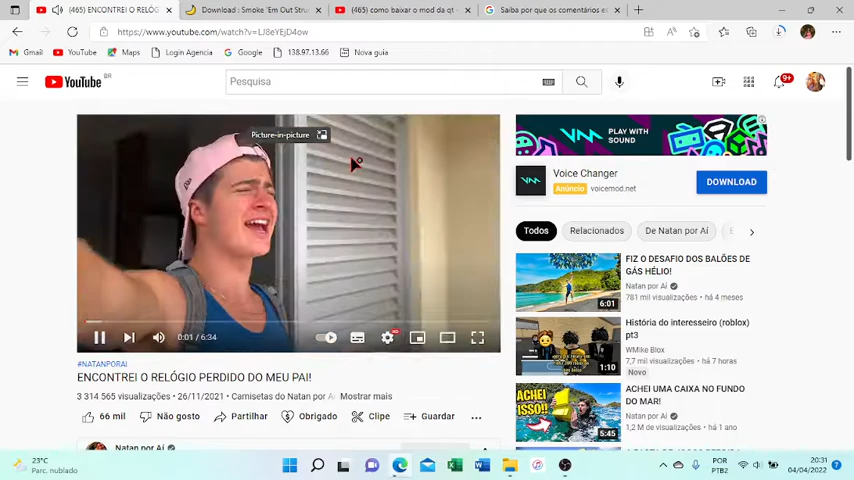 (465) ENCONTREI O RELÓG
Download : Smoke 'Em Out Stru
(465) como baixar o mod da qt -
Saiba por que os comentários es
https://www.youtube.com/watch?v=LJ8eYEjD4ow
Gmail
YouTube
Maps
Login Agencia
Google
138.97.13.66
Nova guia
YouTube BR
Pesquisa
9+
Picture-in-picture
0:01 / 6:34
HD
PLAY WITH SOUND
Voice Changer
Anúncio voicemod.net
DOWNLOAD
Todos
Relacionados
De Natan por Aí
FIZ O DESAFIO DOS BALÕES DE GÁS HÉLIO!
Natan por Aí
781 mil visualizações • há 4 meses
6:01
História do interesseiro (roblox) pt3
WMike Blox
7,7 mil visualizações • há 7 horas
Novo
1:10
ACHEI UMA CAIXA NO FUNDO DO MAR!
Natan por Aí
1,2 M de visualizações • há 1 ano
ACHEI ISSO!!
5:45
#NATANPORAI
ENCONTREI O RELÓGIO PERDIDO DO MEU PAI!
3 314 565 visualizações • 26/11/2021 • Camisetas do Natan por A
Mostrar mais
66 mil
Não gosto
Partilhar
Obrigado
Clipe
Guardar
Natan por Aí
23°C
Parc. nublado
POR
PTB2
20:31
04/04/2022